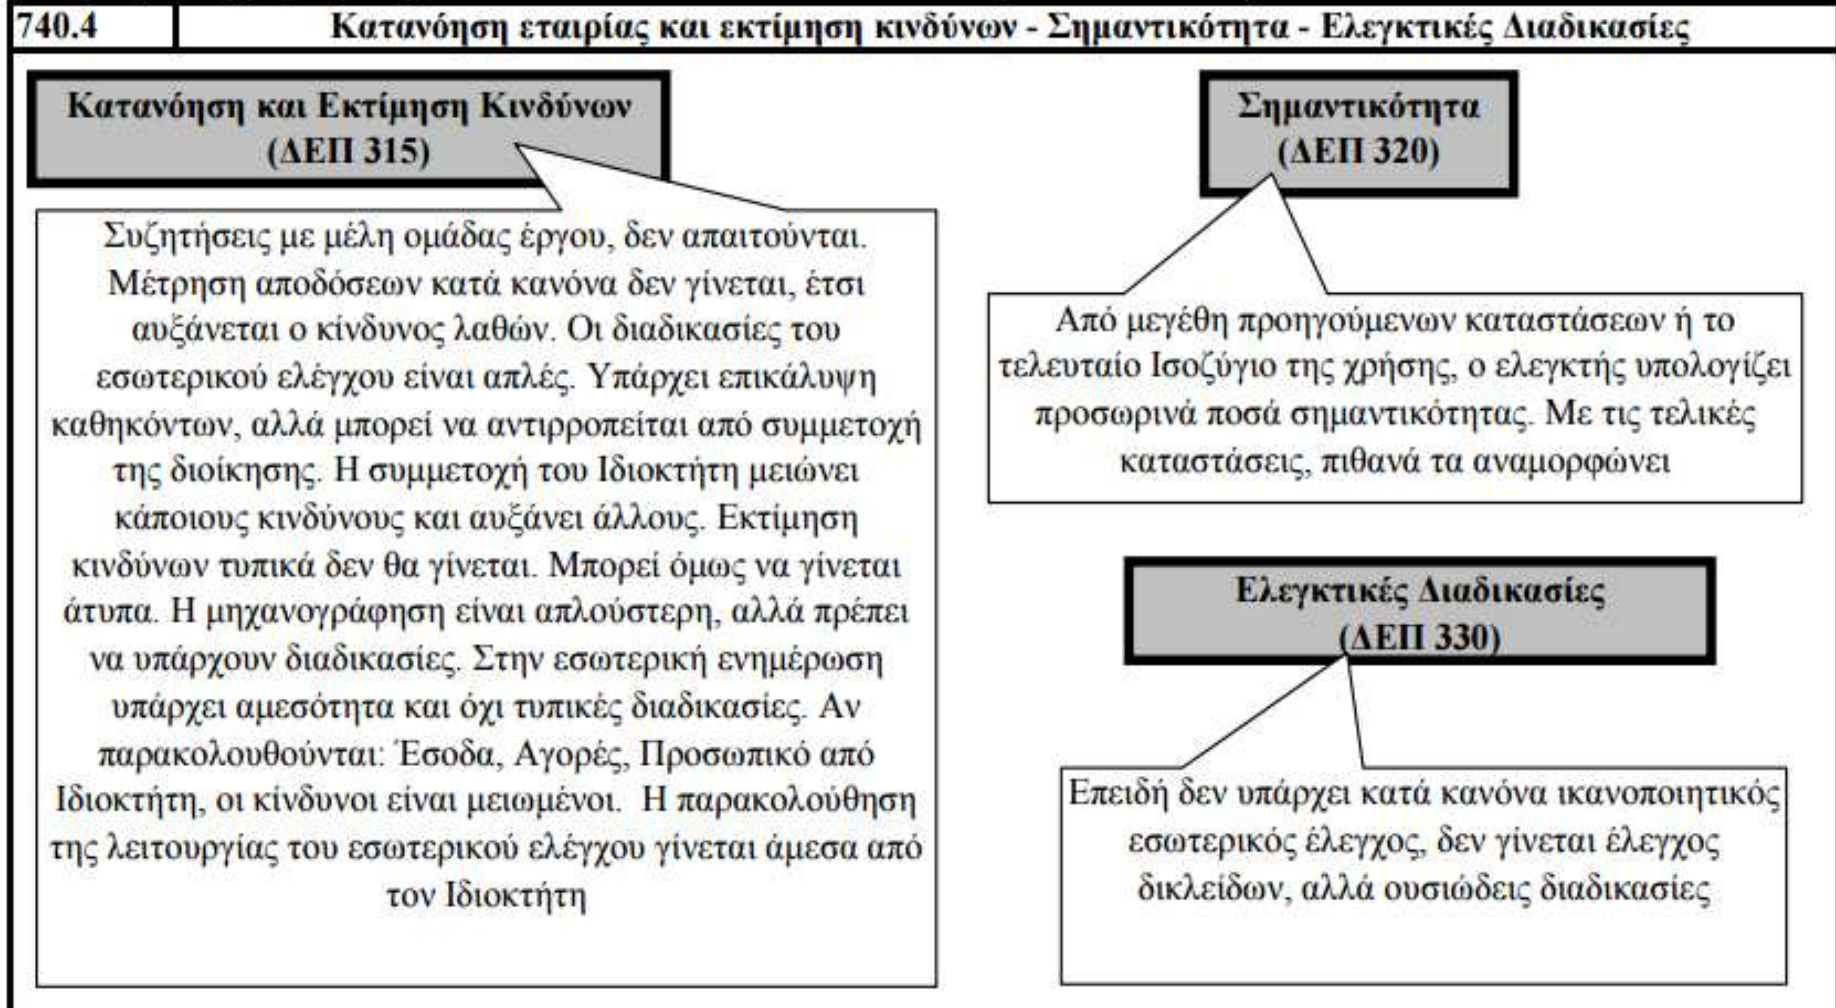 740.4
Κατανόηση εταιρίας και εκτίμηση κινδύνων - Σημαντικότητα - Ελεγκτικές Διαδικασίες
Κατανόηση και Εκτίμηση Κινδύνων
(ΔΕΠ 315)
Συζητήσεις με μέλη ομάδας έργου, δεν απαιτούνται.
Μέτρηση αποδόσεων κατά κανόνα δεν γίνεται, έτσι
αυξάνεται ο κίνδυνος λαθών. Οι διαδικασίες του
εσωτερικού ελέγχου είναι απλές. Υπάρχει επικάλυψη
καθηκόντων, αλλά μπορεί να αντιρροπείται από συμμετοχή
της διοίκησης. Η συμμετοχή του Ιδιοκτήτη μειώνει
κάποιους κινδύνους και αυξάνει άλλους. Εκτίμηση
κινδύνων τυπικά δεν θα γίνεται. Μπορεί όμως να γίνεται
άτυπα. Η μηχανογράφηση είναι απλούστερη, αλλά πρέπει
να υπάρχουν διαδικασίες. Στην εσωτερική ενημέρωση
υπάρχει αμεσότητα και όχι τυπικές διαδικασίες. Αν
παρακολουθούνται: Έσοδα, Αγορές, Προσωπικό από
Ιδιοκτήτη, οι κίνδυνοι είναι μειωμένοι. Η παρακολούθηση
της λειτουργίας του εσωτερικού ελέγχου γίνεται άμεσα από
τον Ιδιοκτήτη
Σημαντικότητα
(ΔΕΠ 320)
Από μεγέθη προηγούμενων καταστάσεων ή το
τελευταίο Ισοζύγιο της χρήσης, ο ελεγκτής υπολογίζει
προσωρινά ποσά σημαντικότητας. Με τις τελικές
καταστάσεις, πιθανά τα αναμορφώνει
Ελεγκτικές Διαδικασίες
(ΔΕΠ 330)
Επειδή δεν υπάρχει κατά κανόνα ικανοποιητικός
εσωτερικός έλεγχος, δεν γίνεται έλεγχος
δικλείδων, αλλά ουσιώδεις διαδικασίες